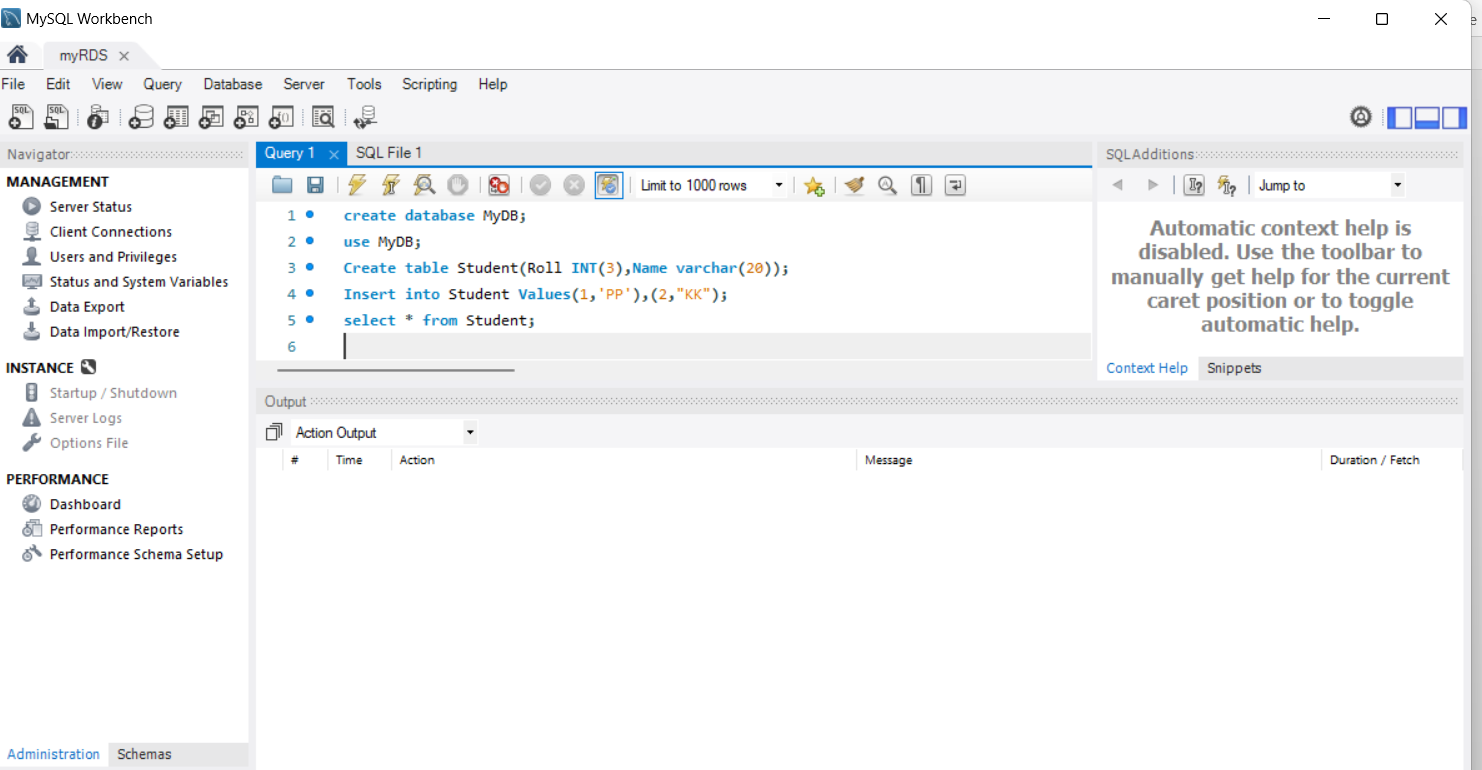 MySQL Workbench
myRDS
File Edit View Query Database Server Tools Scripting Help
Navigator
MANAGEMENT
Server Status
Client Connections
Users and Privileges
Status and System Variables
Data Export
Data Import/Restore
INSTANCE
Startup / Shutdown
Server Logs
Options File
PERFORMANCE
Dashboard
Performance Reports
Performance Schema Setup
Administration Schemas
Query 1 SQL File 1
Limit to 1000 rows
1 create database MyDB;
2 use MyDB;
3 Create table Student(Roll INT(3),Name varchar(20));
4 Insert into Student Values(1,'PP'),(2,"KK");
5 select * from Student;
6
SQLAdditions
Jump to
Automatic context help is
disabled. Use the toolbar to
manually get help for the current
caret position or to toggle
automatic help.
Context Help Snippets
Output
Action Output
# Time Action Message Duration / Fetch